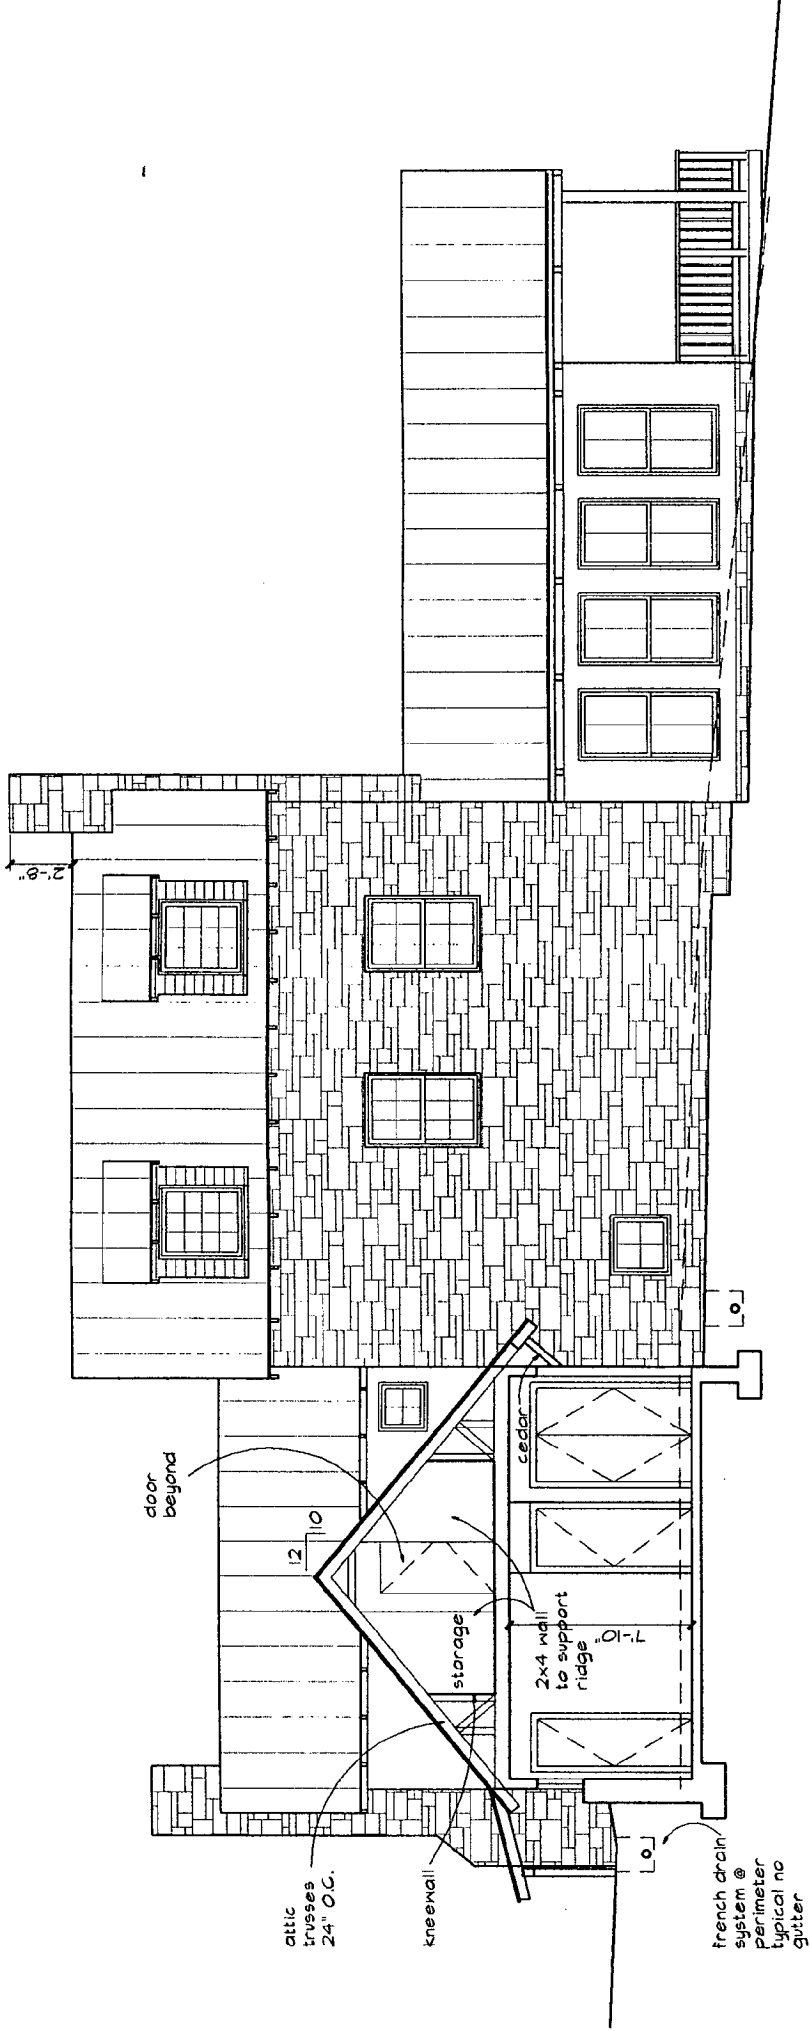 2'-8"
door
beyond
12
10
attic
trusses
24" O.C.
kneewall
storage
cedar
2x4 wall
to support
ridge
7'-10"
french drain
system @
perimeter
typical no
gutter